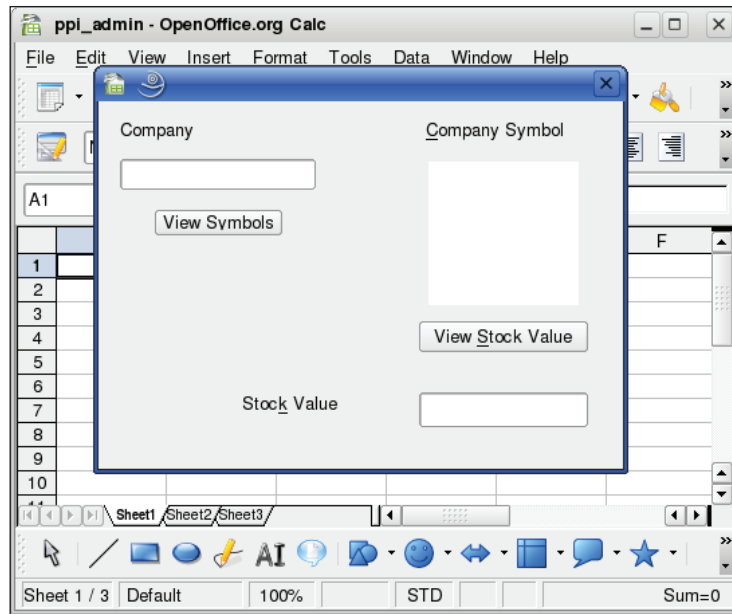 ppi_admin - OpenOffice.org Calc
File Edit View Insert Format Tools Data Window Help
Company
Company Symbol
View Symbols
A1
F
1
2
3
4
View Stock Value
5
6
7
Stock Value
8
9
10
Sheet1 Sheet2 Sheet3
AI
Sheet 1 / 3 Default 100% STD Sum=0